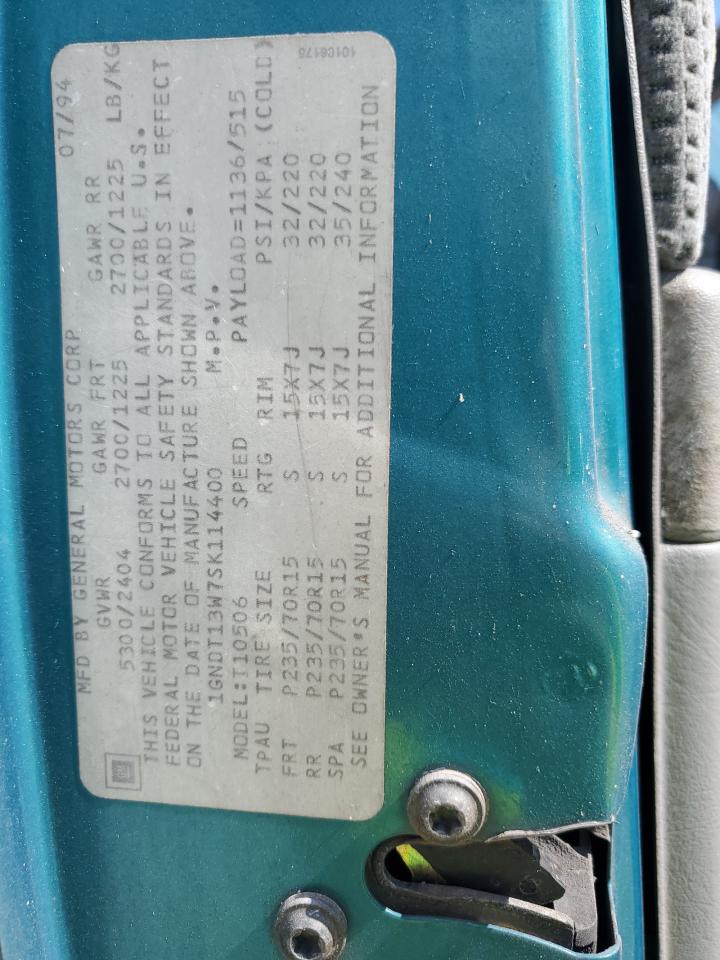 MFD BY GENERAL MOTORS CORP 07/94
GVWR GAWR FRT GAWR RR
5300/2404 2700/1225 2700/1225 LB/KG
THIS VEHICLE CONFORMS TO ALL APPLICABLE U.S.
FEDERAL MOTOR VEHICLE SAFETY STANDARDS IN EFFECT
ON THE DATE OF MANUFACTURE SHOWN ABOVE.
1GNDT13W7SK114400 M.P.V.
MODEL:T10506 PAYLOAD=1136/515
SPEED
TPAU TIRE SIZE RTG RIM PSI/KPA (COLD)
FRT P235/70R15 S 15X7J 32/220
RR P235/70R15 S 15X7J 32/220
SPA P235/70R15 S 15X7J 35/240
SEE OWNER'S MANUAL FOR ADDITIONAL INFORMATION
GM